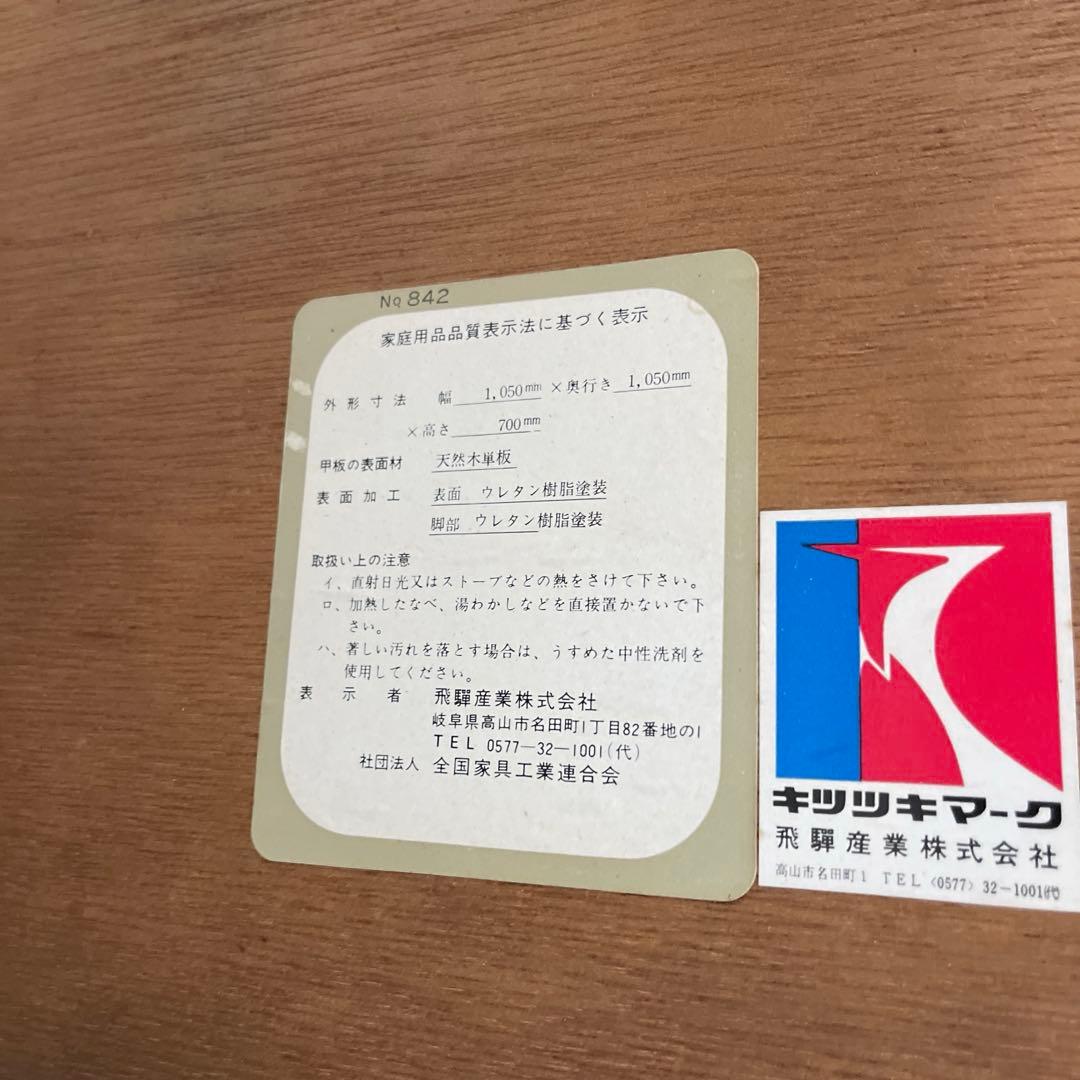 No.842
家庭用品品質表示法に基づく表示
外形寸法 幅 1,050mm ×奥行き 1,050mm
×高さ 700mm
甲板の表面材 天然木単板
表面加工 表面 ウレタン樹脂塗装
脚部 ウレタン樹脂塗装
取扱い上の注意
イ、直射日光又はストーブなどの熱をさけて下さい。
ロ、加熱したなべ、湯わかしなどを直接置かないで下
さい。
ハ、著しい汚れを落とす場合は、うすめた中性洗剤を
使用してください。
表示者 飛驒産業株式会社
岐阜県高山市名田町1丁目82番地の1
TEL 0577-32-1001(代)
社団法人 全国家具工業連合会
キツツキマーク
飛驒産業株式会社
高山市名田町1 TEL〈0577〉32-1001代